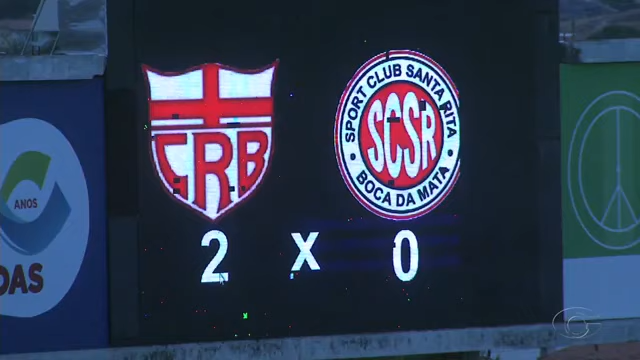 CRB
SPORT CLUB SANTA RITA
SCSR
BOCA DA MATA
2 X 0
ANOS
DAS